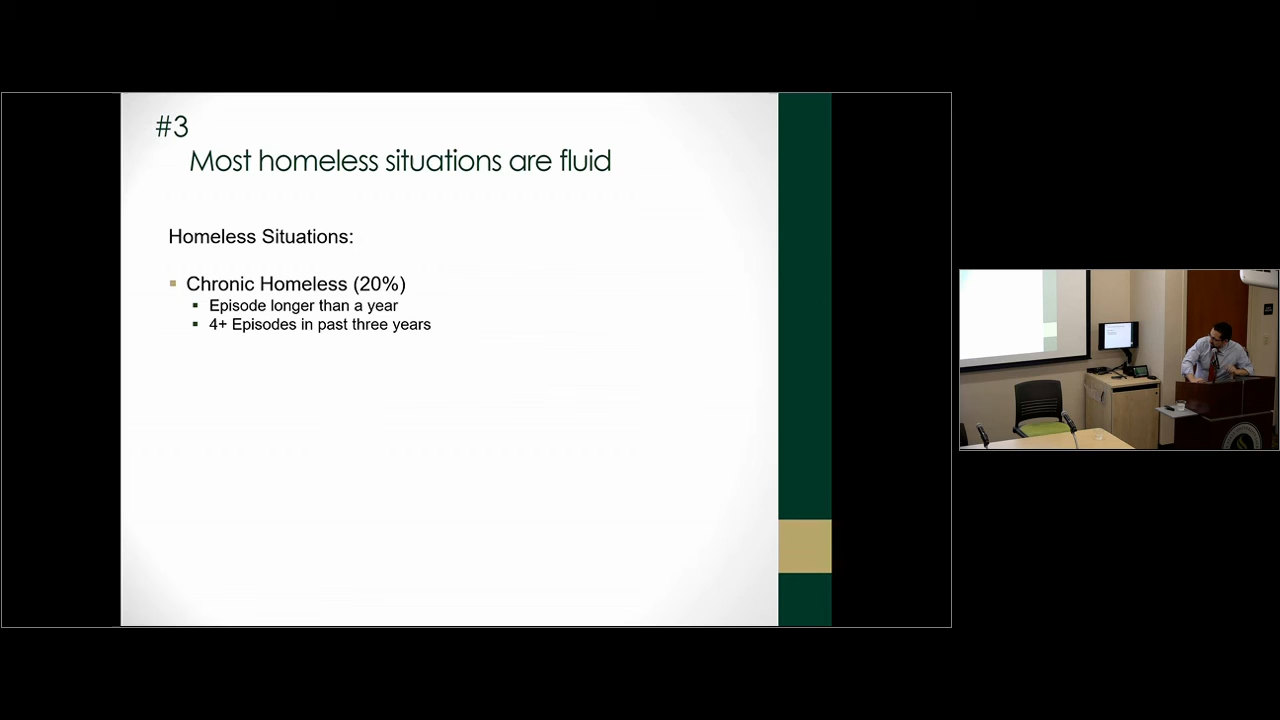 #3
Most homeless situations are fluid
Homeless Situations:
Chronic Homeless (20%)
Episode longer than a year
4+ Episodes in past three years